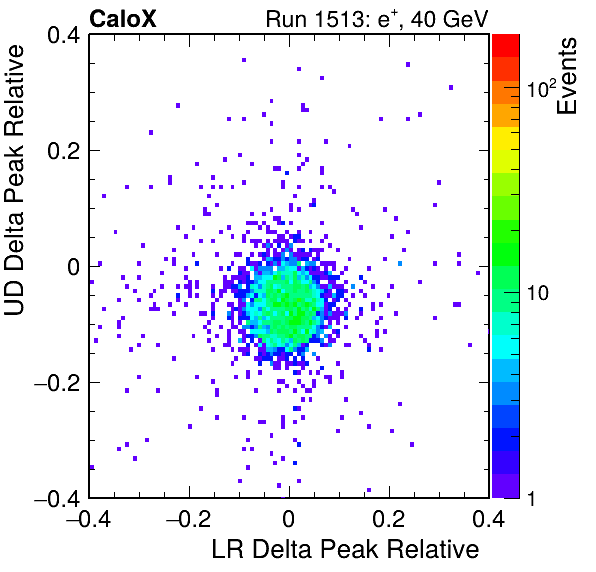 CaloX Run 1513: e⁺, 40 GeV
UD Delta Peak Relative
0.4
0.2
0
−0.2
−0.4
−0.4 −0.2 0 0.2 0.4
LR Delta Peak Relative
Events
10²
10
1